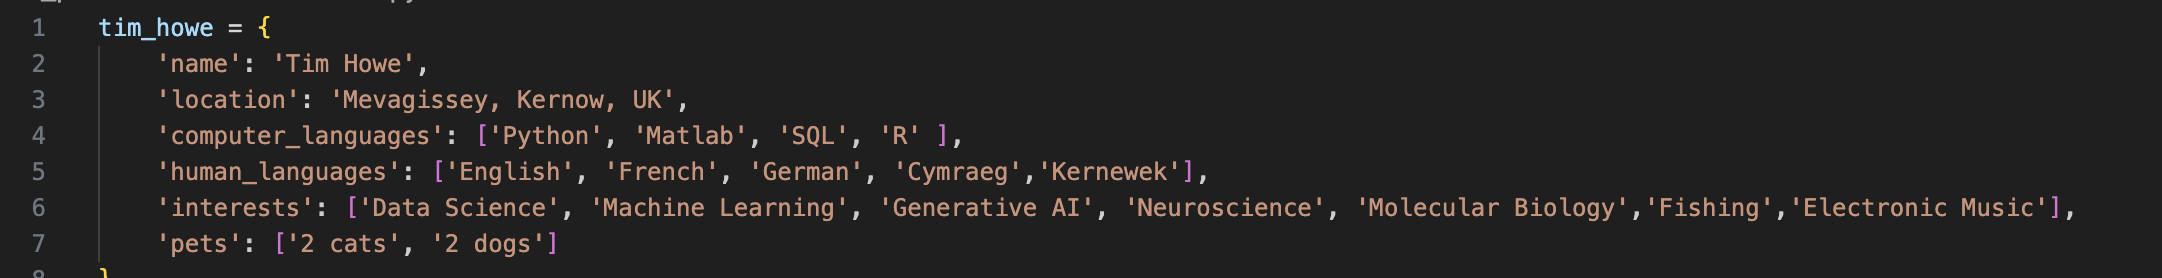 1 tim_howe = {
2 'name': 'Tim Howe',
3 'location': 'Mevagissey, Kernow, UK',
4 'computer_languages': ['Python', 'Matlab', 'SQL', 'R' ],
5 'human_languages': ['English', 'French', 'German', 'Cymraeg','Kernewek'],
6 'interests': ['Data Science', 'Machine Learning', 'Generative AI', 'Neuroscience', 'Molecular Biology','Fishing','Electronic Music'],
7 'pets': ['2 cats', '2 dogs']
8 }